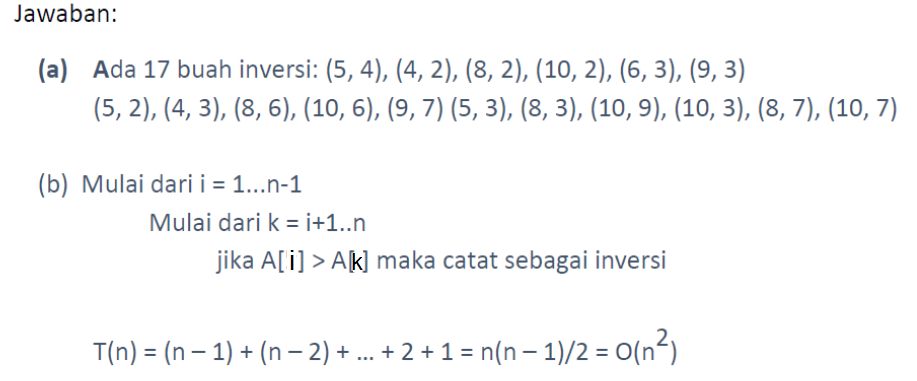 Jawaban:
(a) Ada 17 buah inversi: (5, 4), (4, 2), (8, 2), (10, 2), (6, 3), (9, 3)
(5, 2), (4, 3), (8, 6), (10, 6), (9, 7) (5, 3), (8, 3), (10, 9), (10, 3), (8, 7), (10, 7)
(b) Mulai dari i = 1...n-1
Mulai dari k = i+1..n
jika A[i] > A[k] maka catat sebagai inversi
T(n) = (n – 1) + (n – 2) + ... + 2 + 1 = n(n – 1)/2 = O(n²)